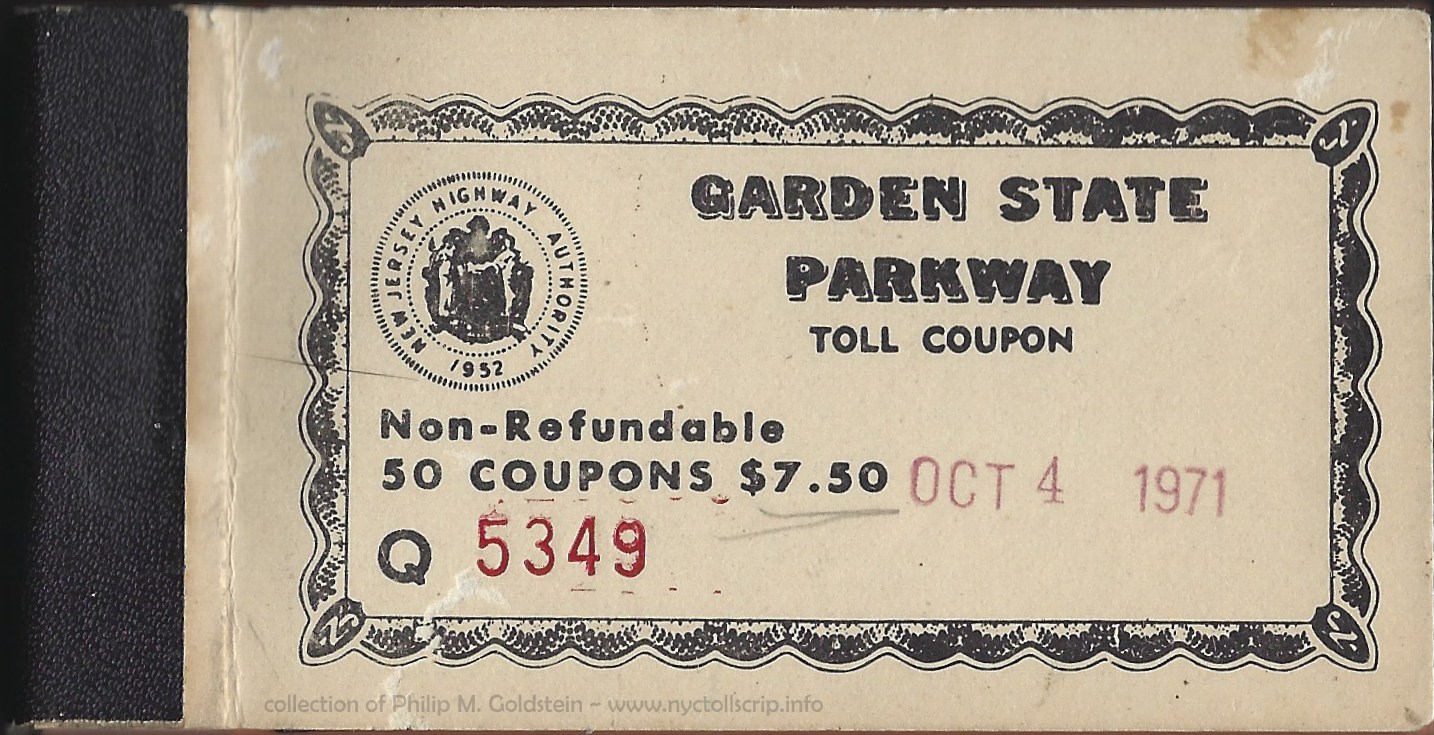 NEW JERSEY HIGHWAY AUTHORITY
1952
GARDEN STATE
PARKWAY
TOLL COUPON
Non-Refundable
50 COUPONS $7.50 OCT 4 1971
Q 5349
collection of Philip M. Goldstein ~ www.nyctollscrip.info